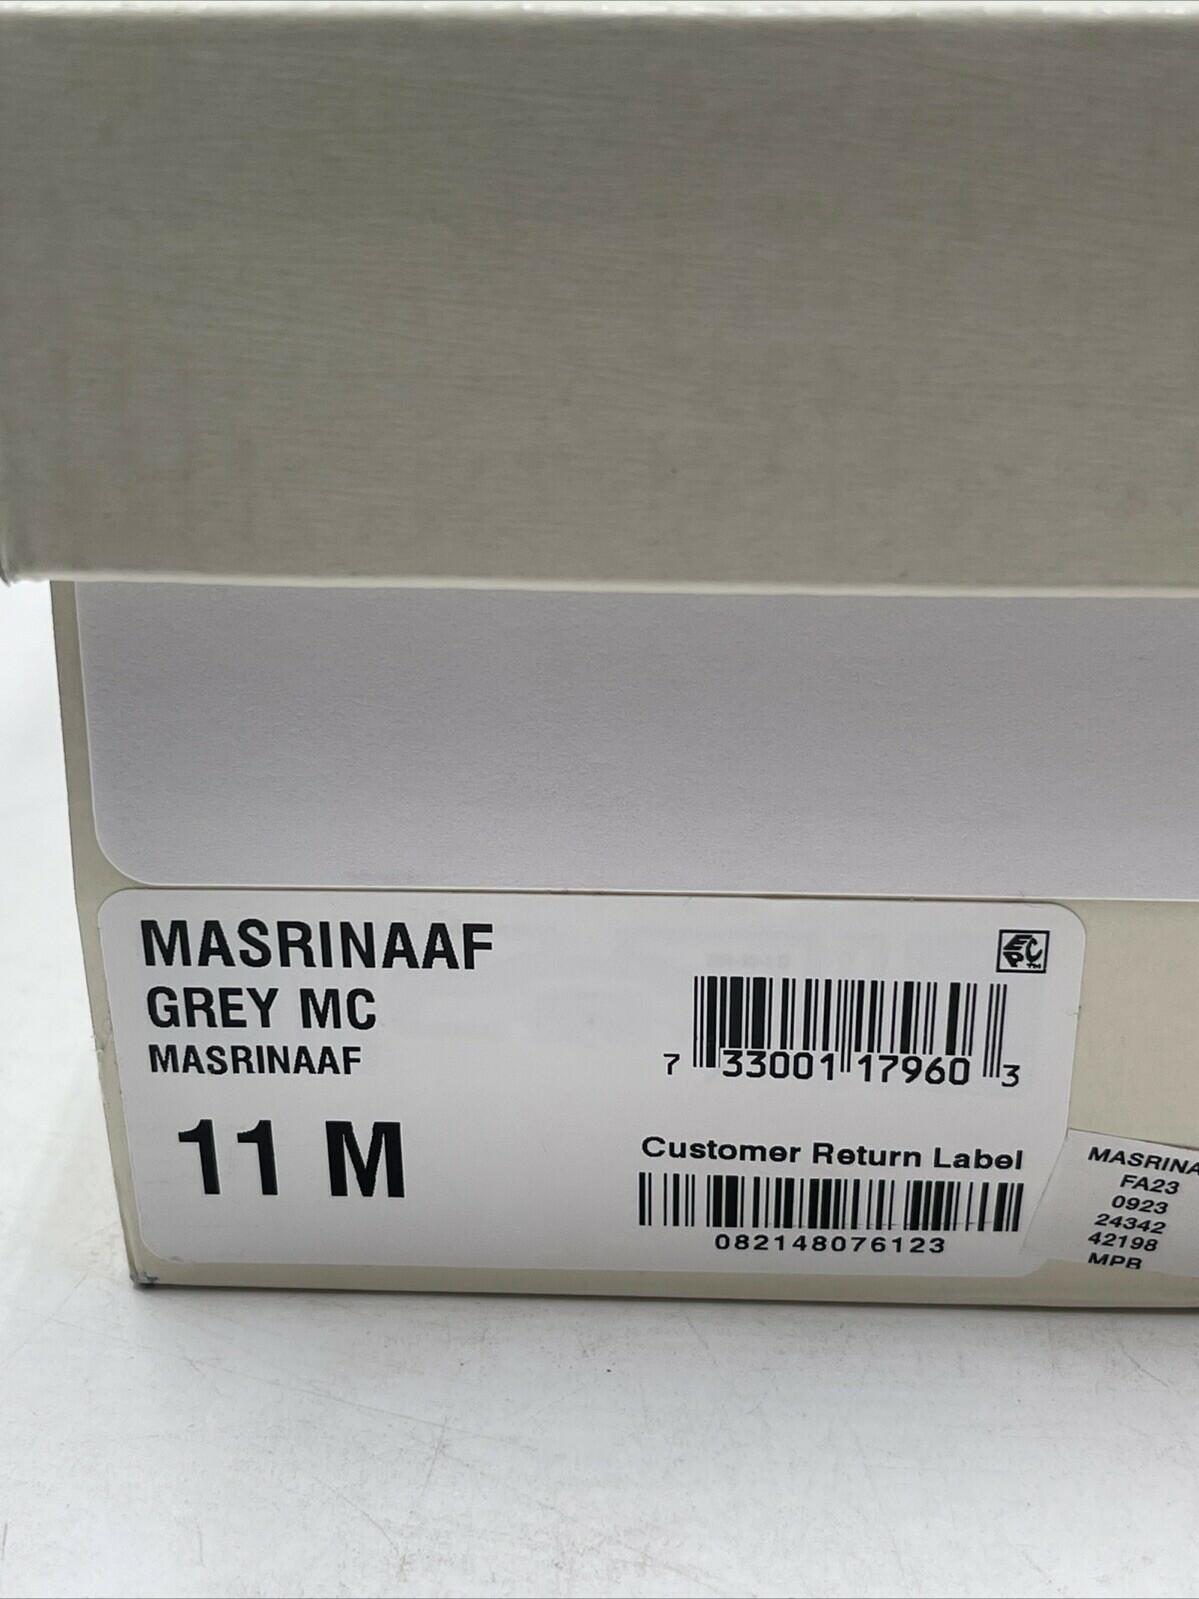 MASRINAAF
GREY MC
MASRINAAF
11 M
EPC™
7 33001 17960 3
Customer Return Label
082148076123
MASRINA
FA23
0923
24342
42198
MPB